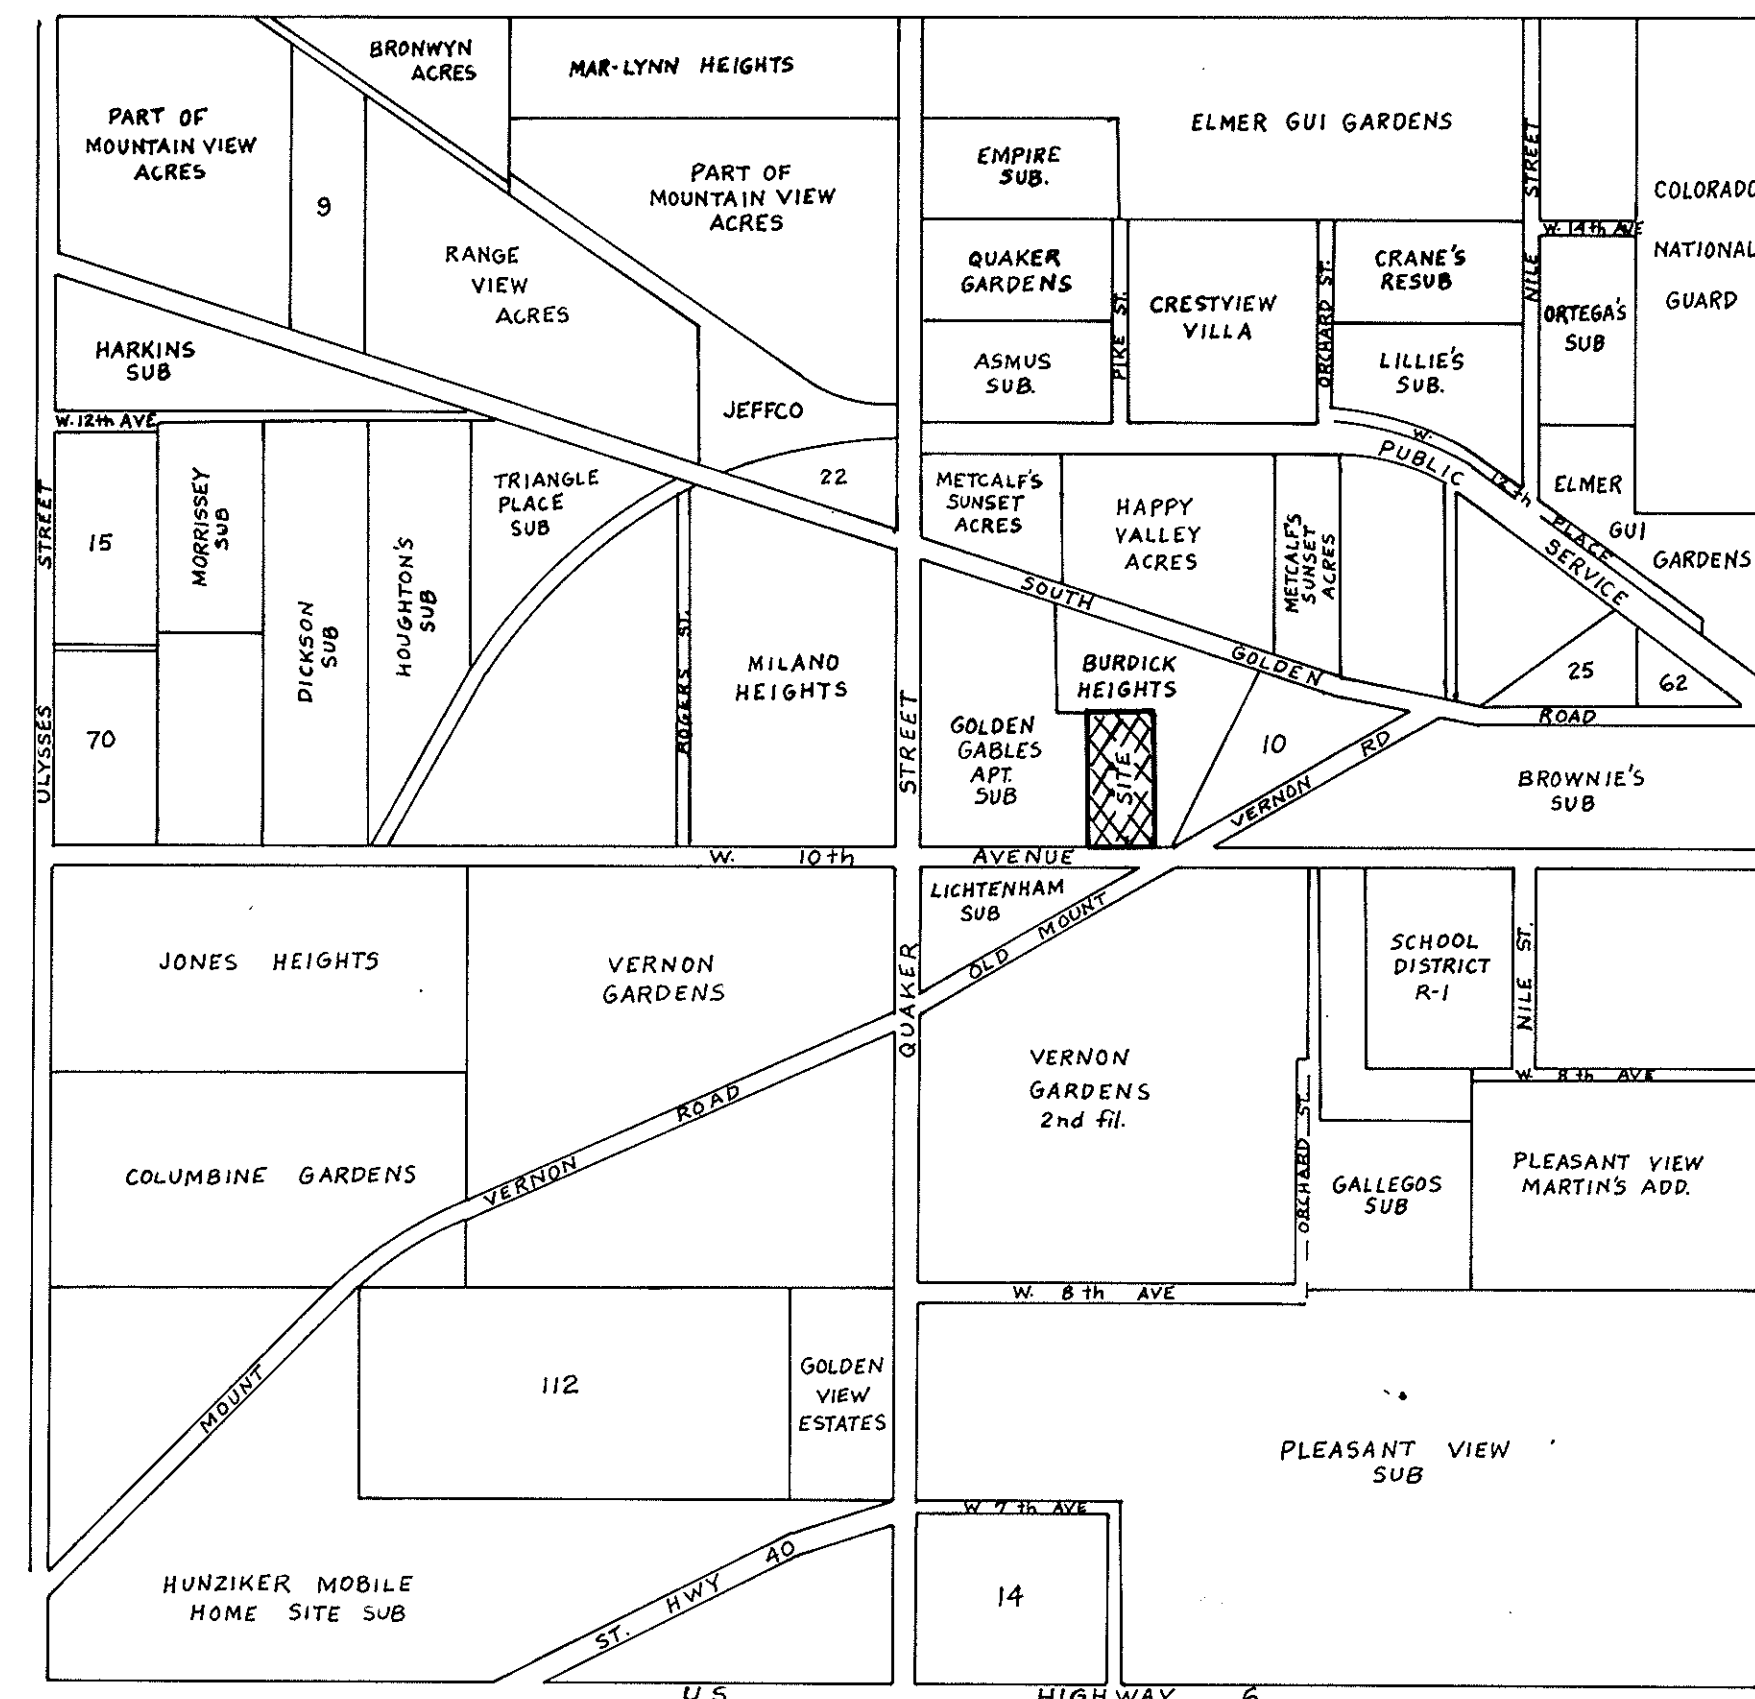 BRONWYN
ACRES
MAR-LYNN HEIGHTS
PART OF
MOUNTAIN VIEW
ACRES
9
PART OF
MOUNTAIN VIEW
ACRES
RANGE
VIEW
ACRES
ELMER GUI GARDENS
EMPIRE
SUB.
NILE STREET
COLORADO
NATIONAL
GUARD
W. 14th AVE
QUAKER
GARDENS
PIKE ST.
CRESTVIEW
VILLA
ORCHARD ST.
CRANE'S
RESUB
ORTEGA'S
SUB
HARKINS
SUB
ASMUS
SUB.
LILLIE'S
SUB.
JEFFCO
W. 12th AVE
22
W. 12th PLACE
PUBLIC SERVICE
ELMER
GUI
GARDENS
ULYSSES STREET
15
MORRISSEY
SUB
DICKSON
SUB
HOUGHTON'S
SUB
TRIANGLE
PLACE
SUB
ROGERS ST.
METCALF'S
SUNSET
ACRES
HAPPY
VALLEY
ACRES
METCALF'S
SUNSET
ACRES
SOUTH GOLDEN ROAD
25
62
70
MILANO
HEIGHTS
QUAKER STREET
BURDICK
HEIGHTS
GOLDEN
GABLES
APT.
SUB
SITE
10
VERNON RD
BROWNIE'S
SUB
W. 10th AVENUE
LICHTENHAM
SUB
OLD MOUNT
JONES HEIGHTS
VERNON
GARDENS
SCHOOL
DISTRICT
R-1
NILE ST.
VERNON
GARDENS
2nd fil.
W. 8th AVE
ORCHARD ST.
COLUMBINE GARDENS
MOUNT VERNON ROAD
GALLEGOS
SUB
PLEASANT VIEW
MARTIN'S ADD.
W. 8th AVE
112
GOLDEN
VIEW
ESTATES
PLEASANT VIEW
SUB
W 7th AVE
HUNZIKER MOBILE
HOME SITE SUB
ST. HWY 40
14
U.S. HIGHWAY 6